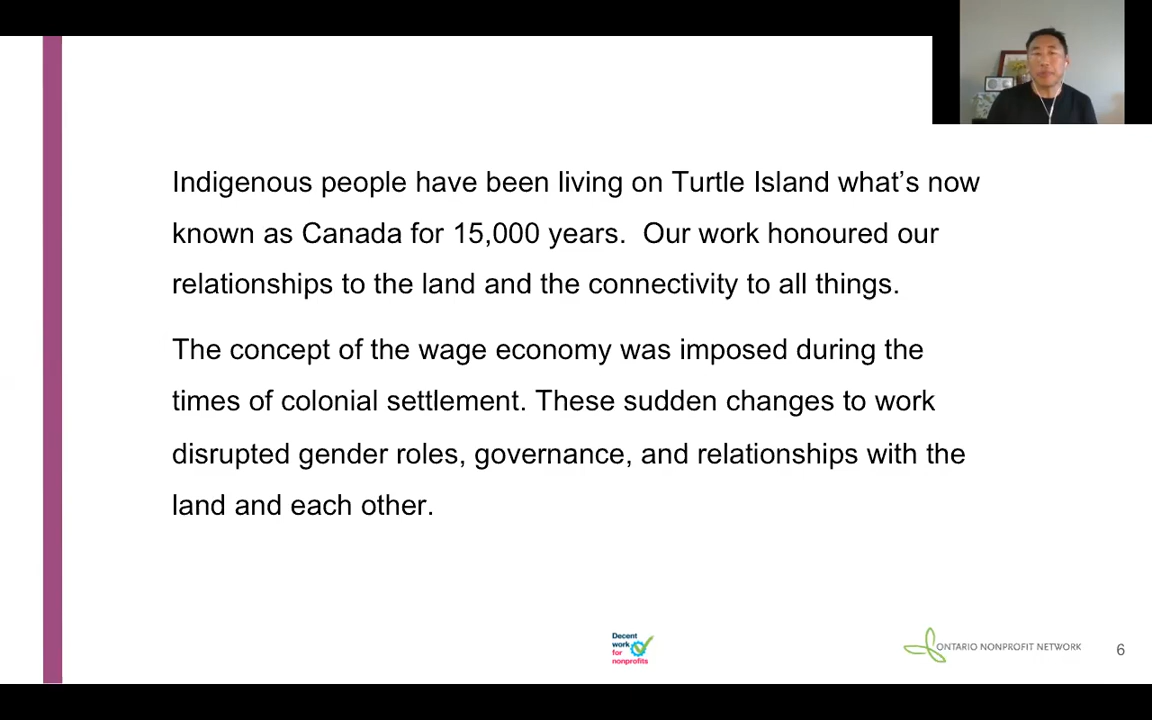 Indigenous people have been living on Turtle Island what's now
known as Canada for 15,000 years.  Our work honoured our
relationships to the land and the connectivity to all things.
The concept of the wage economy was imposed during the
times of colonial settlement. These sudden changes to work
disrupted gender roles, governance, and relationships with the
land and each other.
Decent
work
for
nonprofits
ONTARIO NONPROFIT NETWORK
6